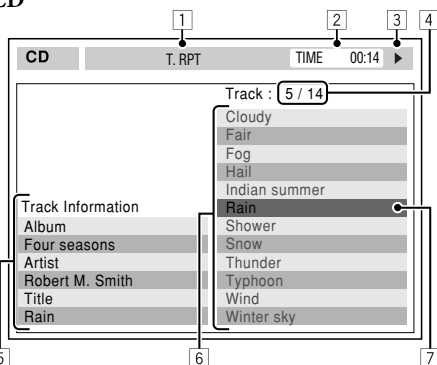 CD
1 2 3 4
CD T. RPT TIME 00:14
Track : 5 / 14
Cloudy
Fair
Fog
Hail
Indian summer
Track Information Rain
Album Shower
Four seasons Snow
Artist Thunder
Robert M. Smith Typhoon
Title Wind
Rain Winter sky
5 6 7